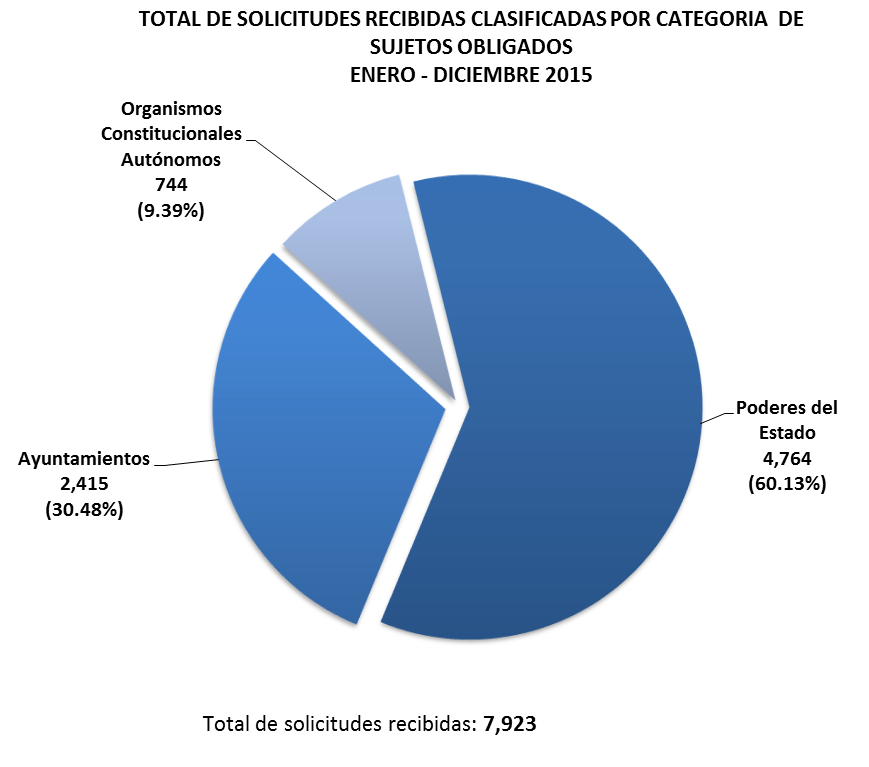 TOTAL DE SOLICITUDES RECIBIDAS CLASIFICADAS POR CATEGORIA DE
SUJETOS OBLIGADOS
ENERO - DICIEMBRE 2015
Organismos
Constitucionales
Autónomos
744
(9.39%)
Poderes del
Estado
4,764
(60.13%)
Ayuntamientos
2,415
(30.48%)
Total de solicitudes recibidas: 7,923